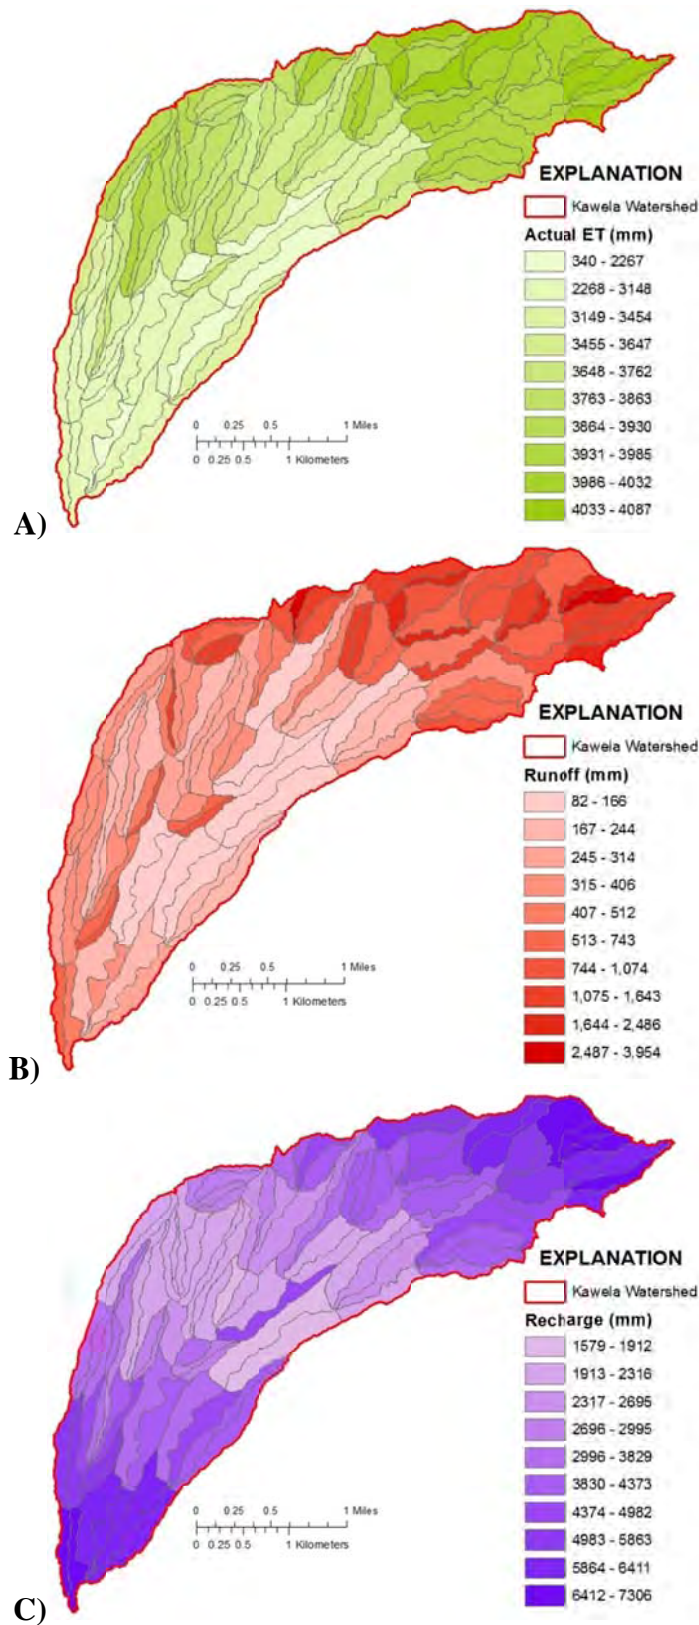 EXPLANATION
Kawela Watershed
Actual ET (mm)
340 - 2267
2268 - 3148
3149 - 3454
3455 - 3647
3648 - 3762
3763 - 3863
3864 - 3930
3931 - 3985
3986 - 4032
4033 - 4087
0 0.25 0.5 1 Miles
0 0.25 0.5 1 Kilometers
A)
EXPLANATION
Kawela Watershed
Runoff (mm)
82 - 166
167 - 244
245 - 314
315 - 406
407 - 512
513 - 743
744 - 1,074
1,075 - 1,643
1,644 - 2,486
2,487 - 3,954
0 0.25 0.5 1 Miles
0 0.25 0.5 1 Kilometers
B)
EXPLANATION
Kawela Watershed
Recharge (mm)
1579 - 1912
1913 - 2316
2317 - 2695
2696 - 2995
2996 - 3829
3830 - 4373
4374 - 4982
4983 - 5863
5864 - 6411
6412 - 7306
0 0.25 0.5 1 Miles
0 0.25 0.5 1 Kilometers
C)